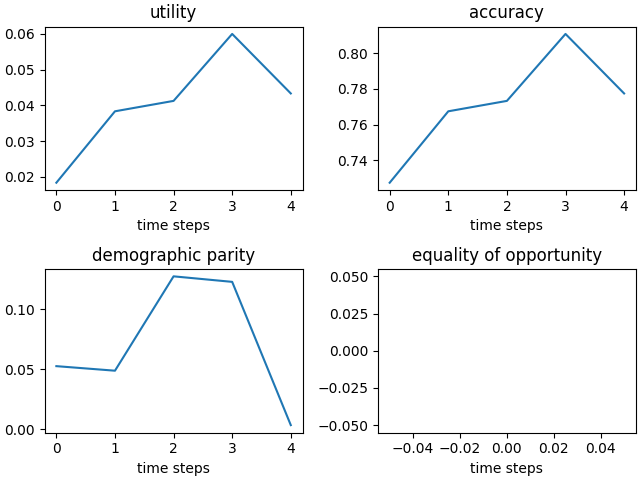 utility
0.06
0.05
0.04
0.03
0.02
0 1 2 3 4
time steps
accuracy
0.80
0.78
0.76
0.74
0 1 2 3 4
time steps
demographic parity
0.10
0.05
0.00
0 1 2 3 4
time steps
equality of opportunity
0.050
0.025
0.000
−0.025
−0.050
−0.04 −0.02 0.00 0.02 0.04
time steps